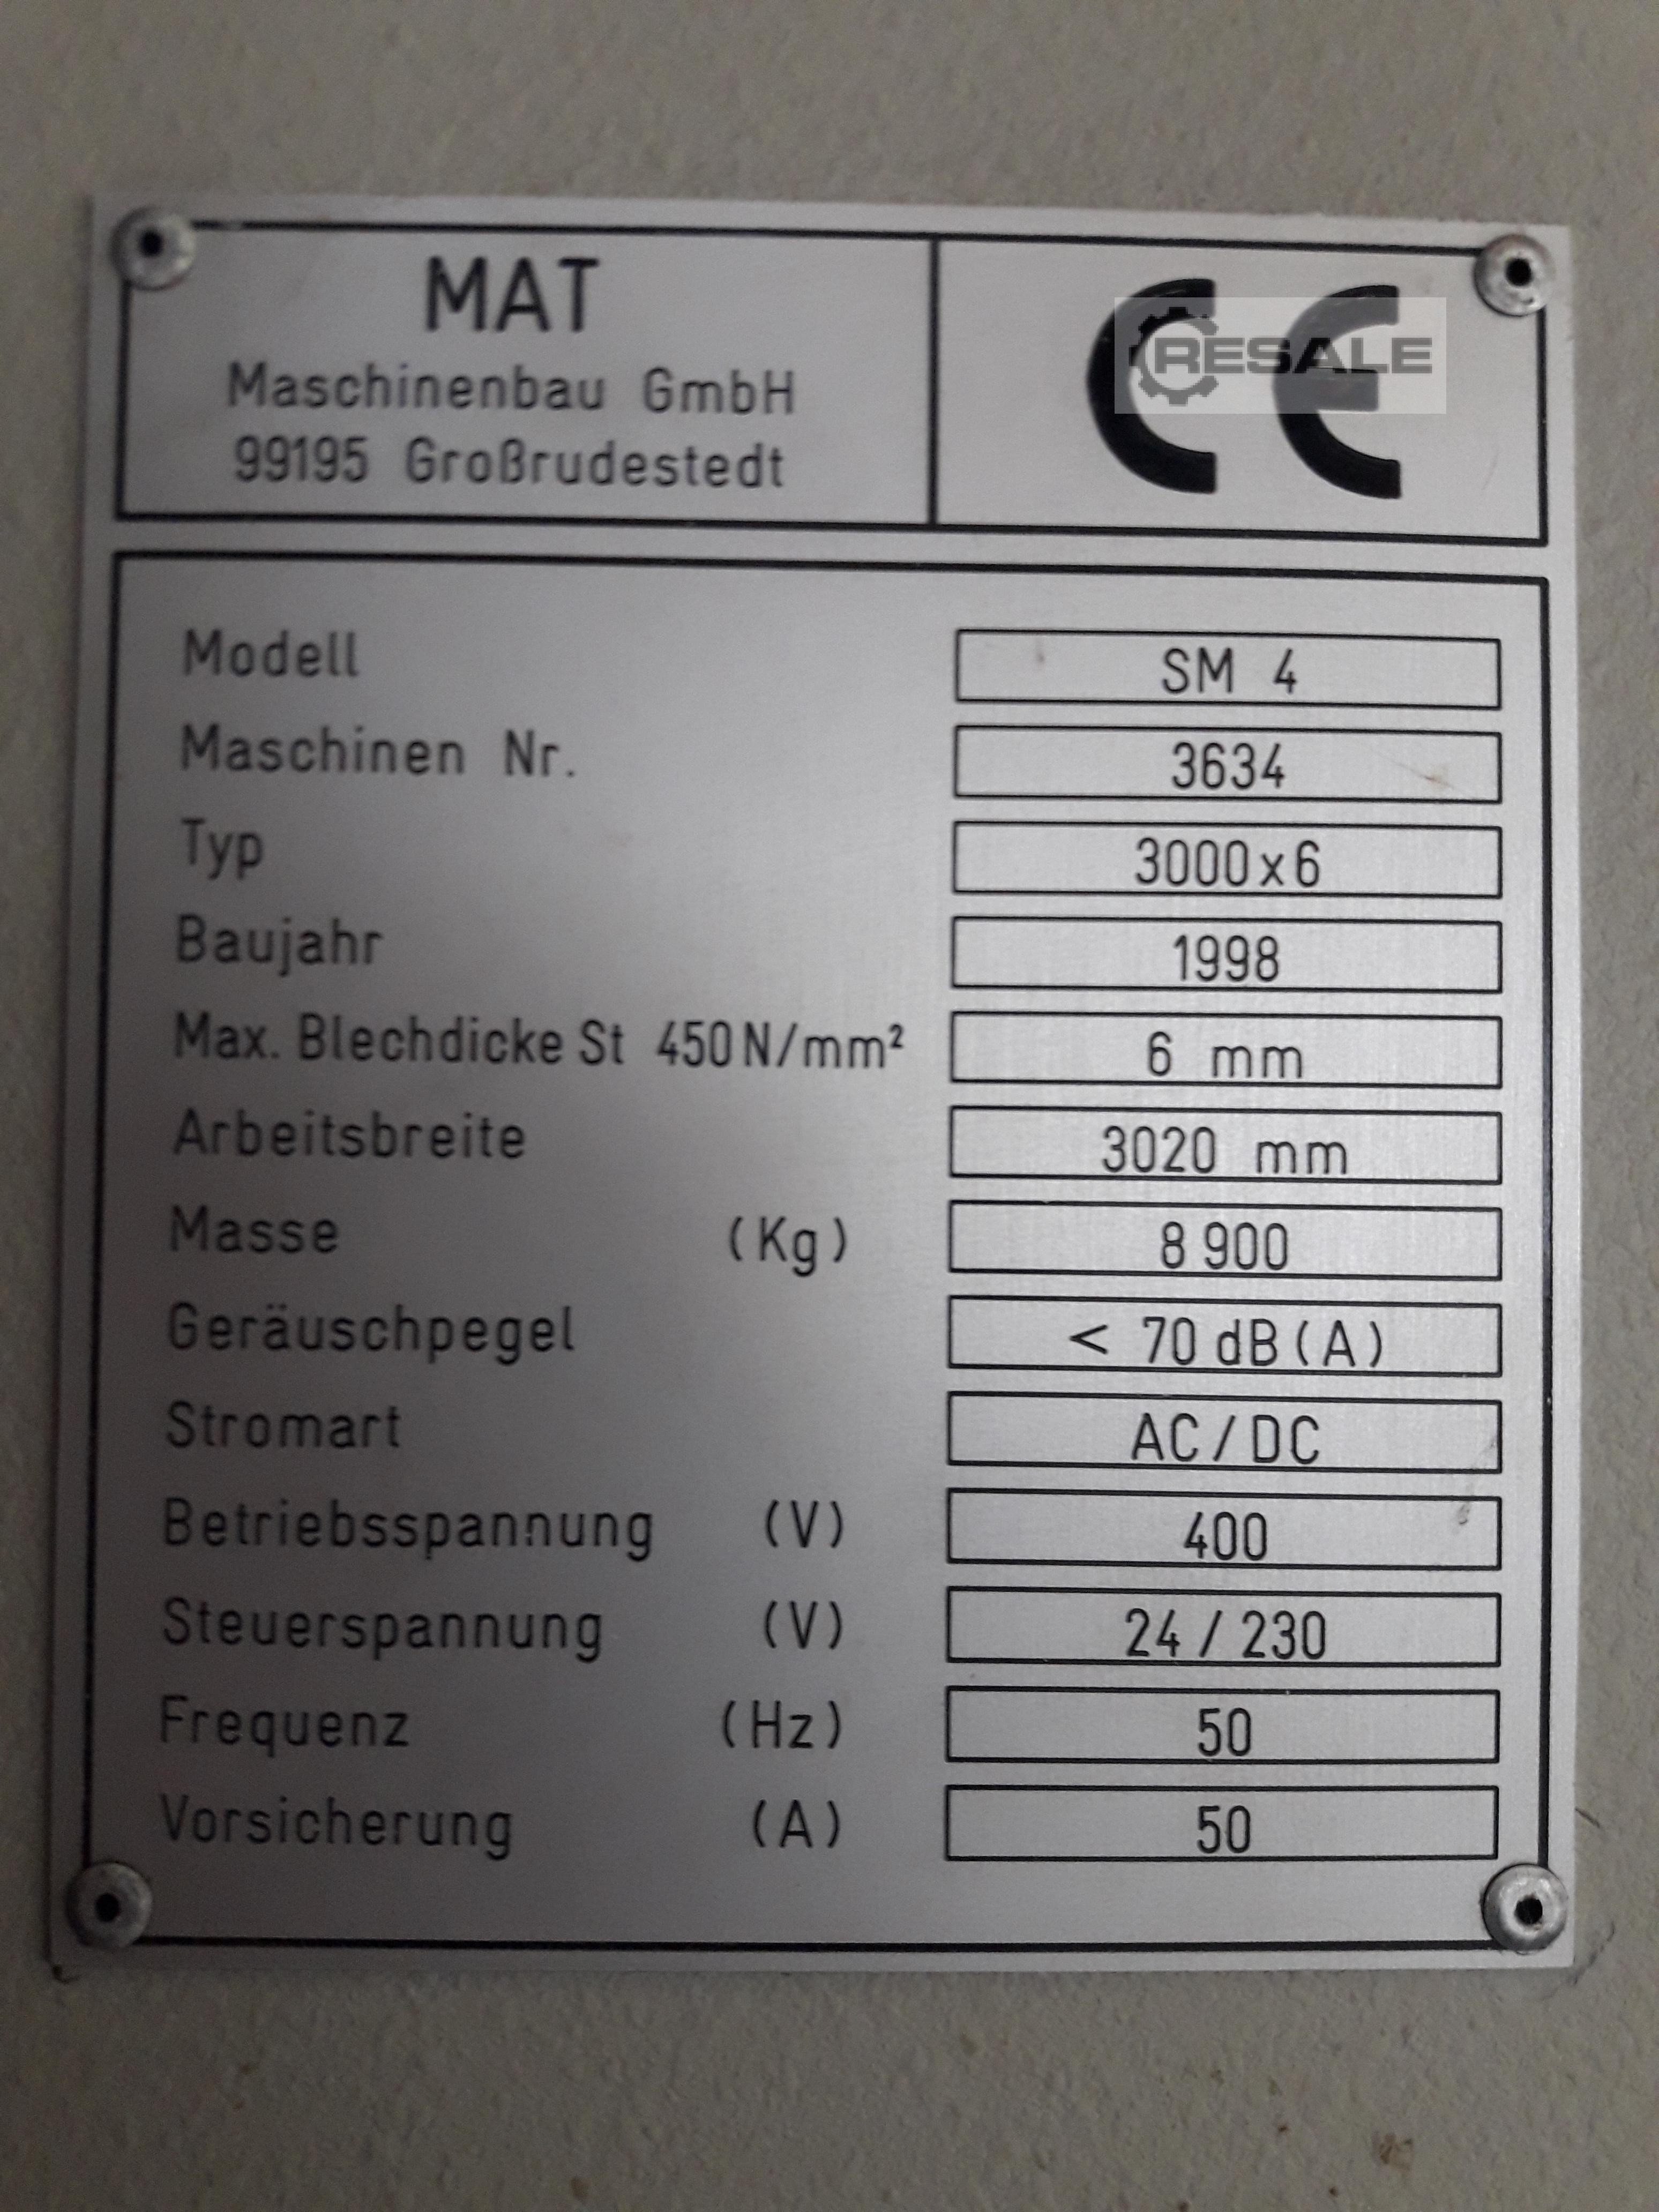 MAT
Maschinenbau GmbH
99195 Großrudestedt
CE
RESALE
Modell SM 4
Maschinen Nr. 3634
Typ 3000x6
Baujahr 1998
Max. Blechdicke St 450N/mm² 6 mm
Arbeitsbreite 3020 mm
Masse (Kg) 8 900
Geräuschpegel < 70 dB(A)
Stromart AC/DC
Betriebsspannung (V) 400
Steuerspannung (V) 24 / 230
Frequenz (Hz) 50
Vorsicherung (A) 50